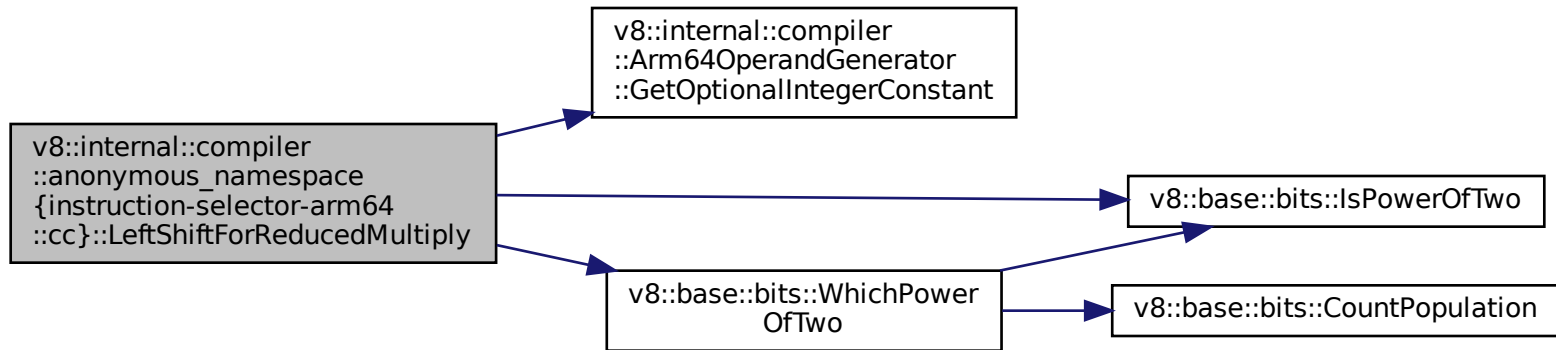 v8::internal::compiler
::Arm64OperandGenerator
::GetOptionalIntegerConstant
v8::internal::compiler
::anonymous_namespace
{instruction-selector-arm64
::cc}::LeftShiftForReducedMultiply
v8::base::bits::IsPowerOfTwo
v8::base::bits::WhichPower
OfTwo
v8::base::bits::CountPopulation